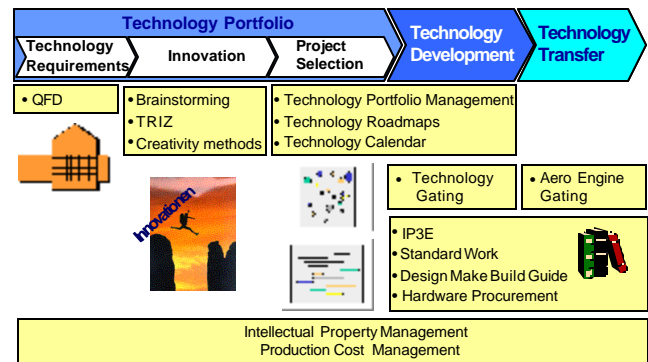 Technology Portfolio
Technology Requirements
Innovation
Project Selection
Technology Development
Technology Transfer
• QFD
• Brainstorming
• TRIZ
• Creativity methods
• Technology Portfolio Management
• Technology Roadmaps
• Technology Calendar
Innovationen
• Technology Gating
• Aero Engine Gating
• IP3E
• Standard Work
• Design Make Build Guide
• Hardware Procurement
Intellectual Property Management
Production Cost Management